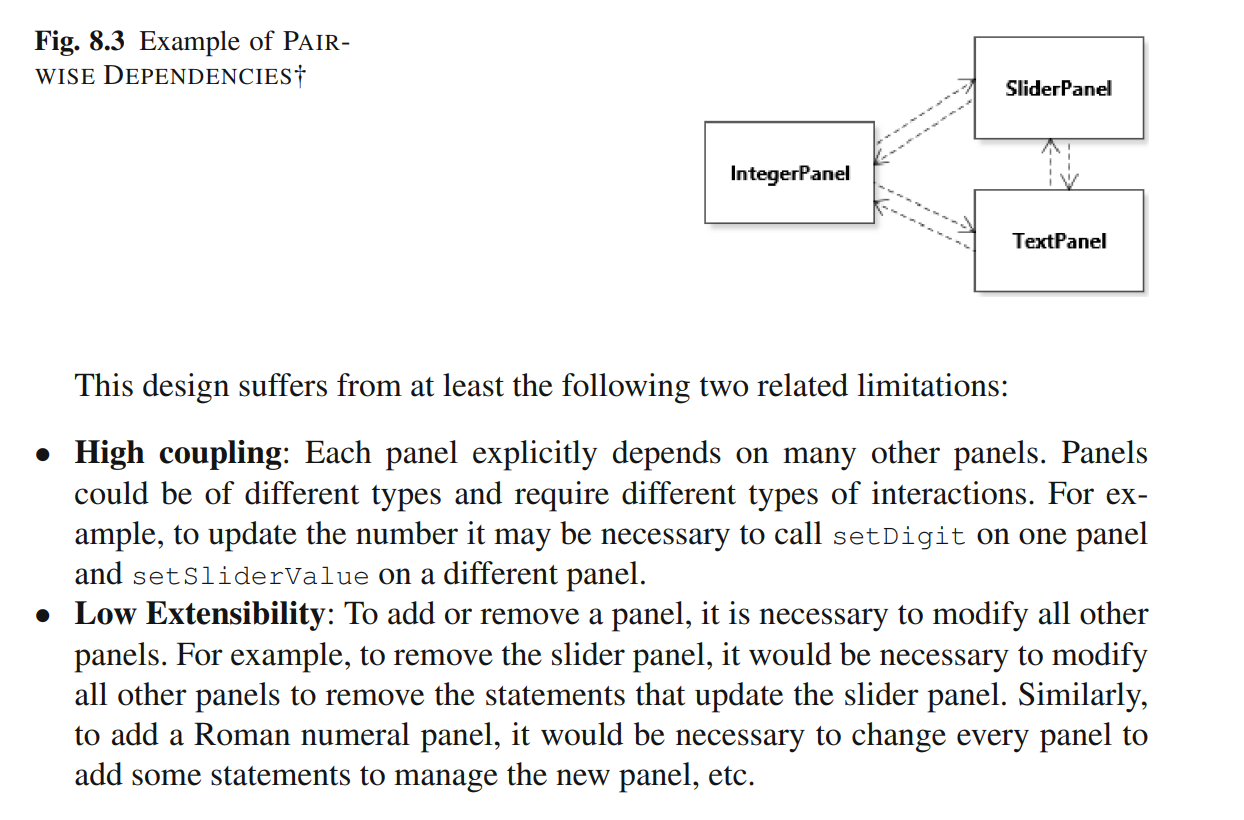 Fig. 8.3 Example of PAIR-
WISE DEPENDENCIES†
SliderPanel
IntegerPanel
TextPanel
This design suffers from at least the following two related limitations:
• High coupling: Each panel explicitly depends on many other panels. Panels
could be of different types and require different types of interactions. For ex-
ample, to update the number it may be necessary to call setDigit on one panel
and setSliderValue on a different panel.
• Low Extensibility: To add or remove a panel, it is necessary to modify all other
panels. For example, to remove the slider panel, it would be necessary to modify
all other panels to remove the statements that update the slider panel. Similarly,
to add a Roman numeral panel, it would be necessary to change every panel to
add some statements to manage the new panel, etc.